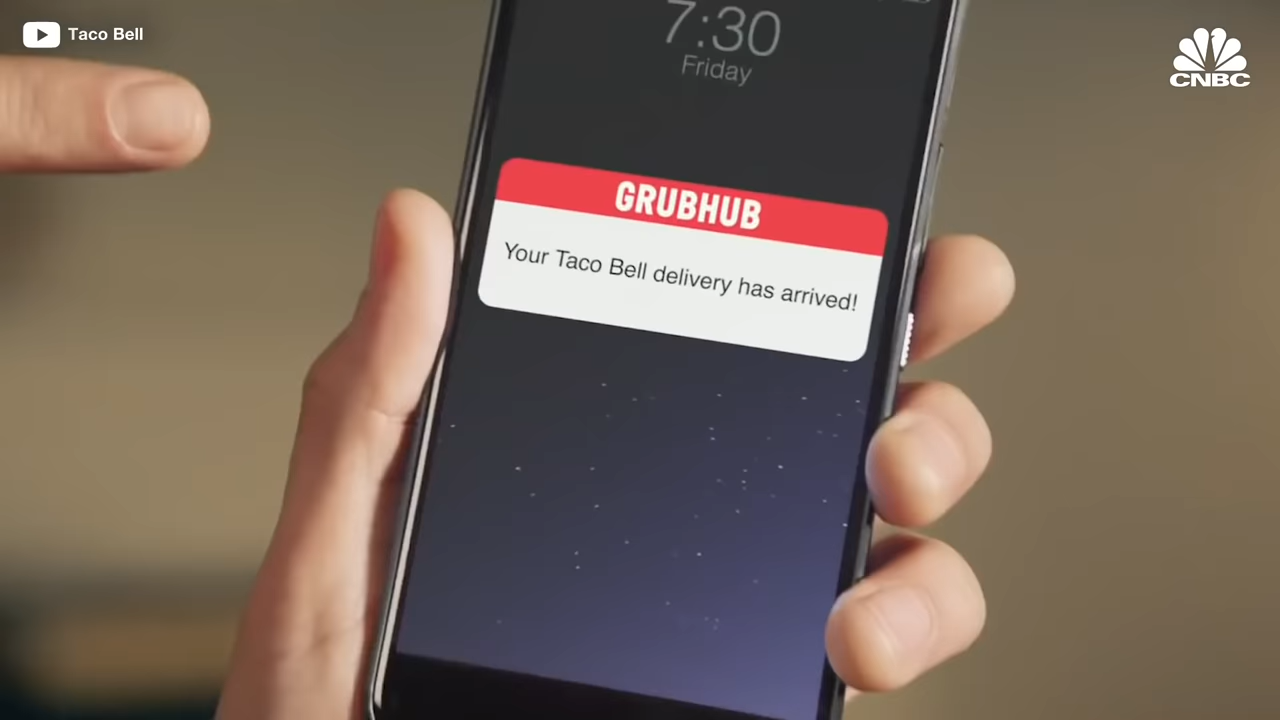 Taco Bell
CNBC
7:30
Friday
GRUBHUB
Your Taco Bell delivery has arrived!